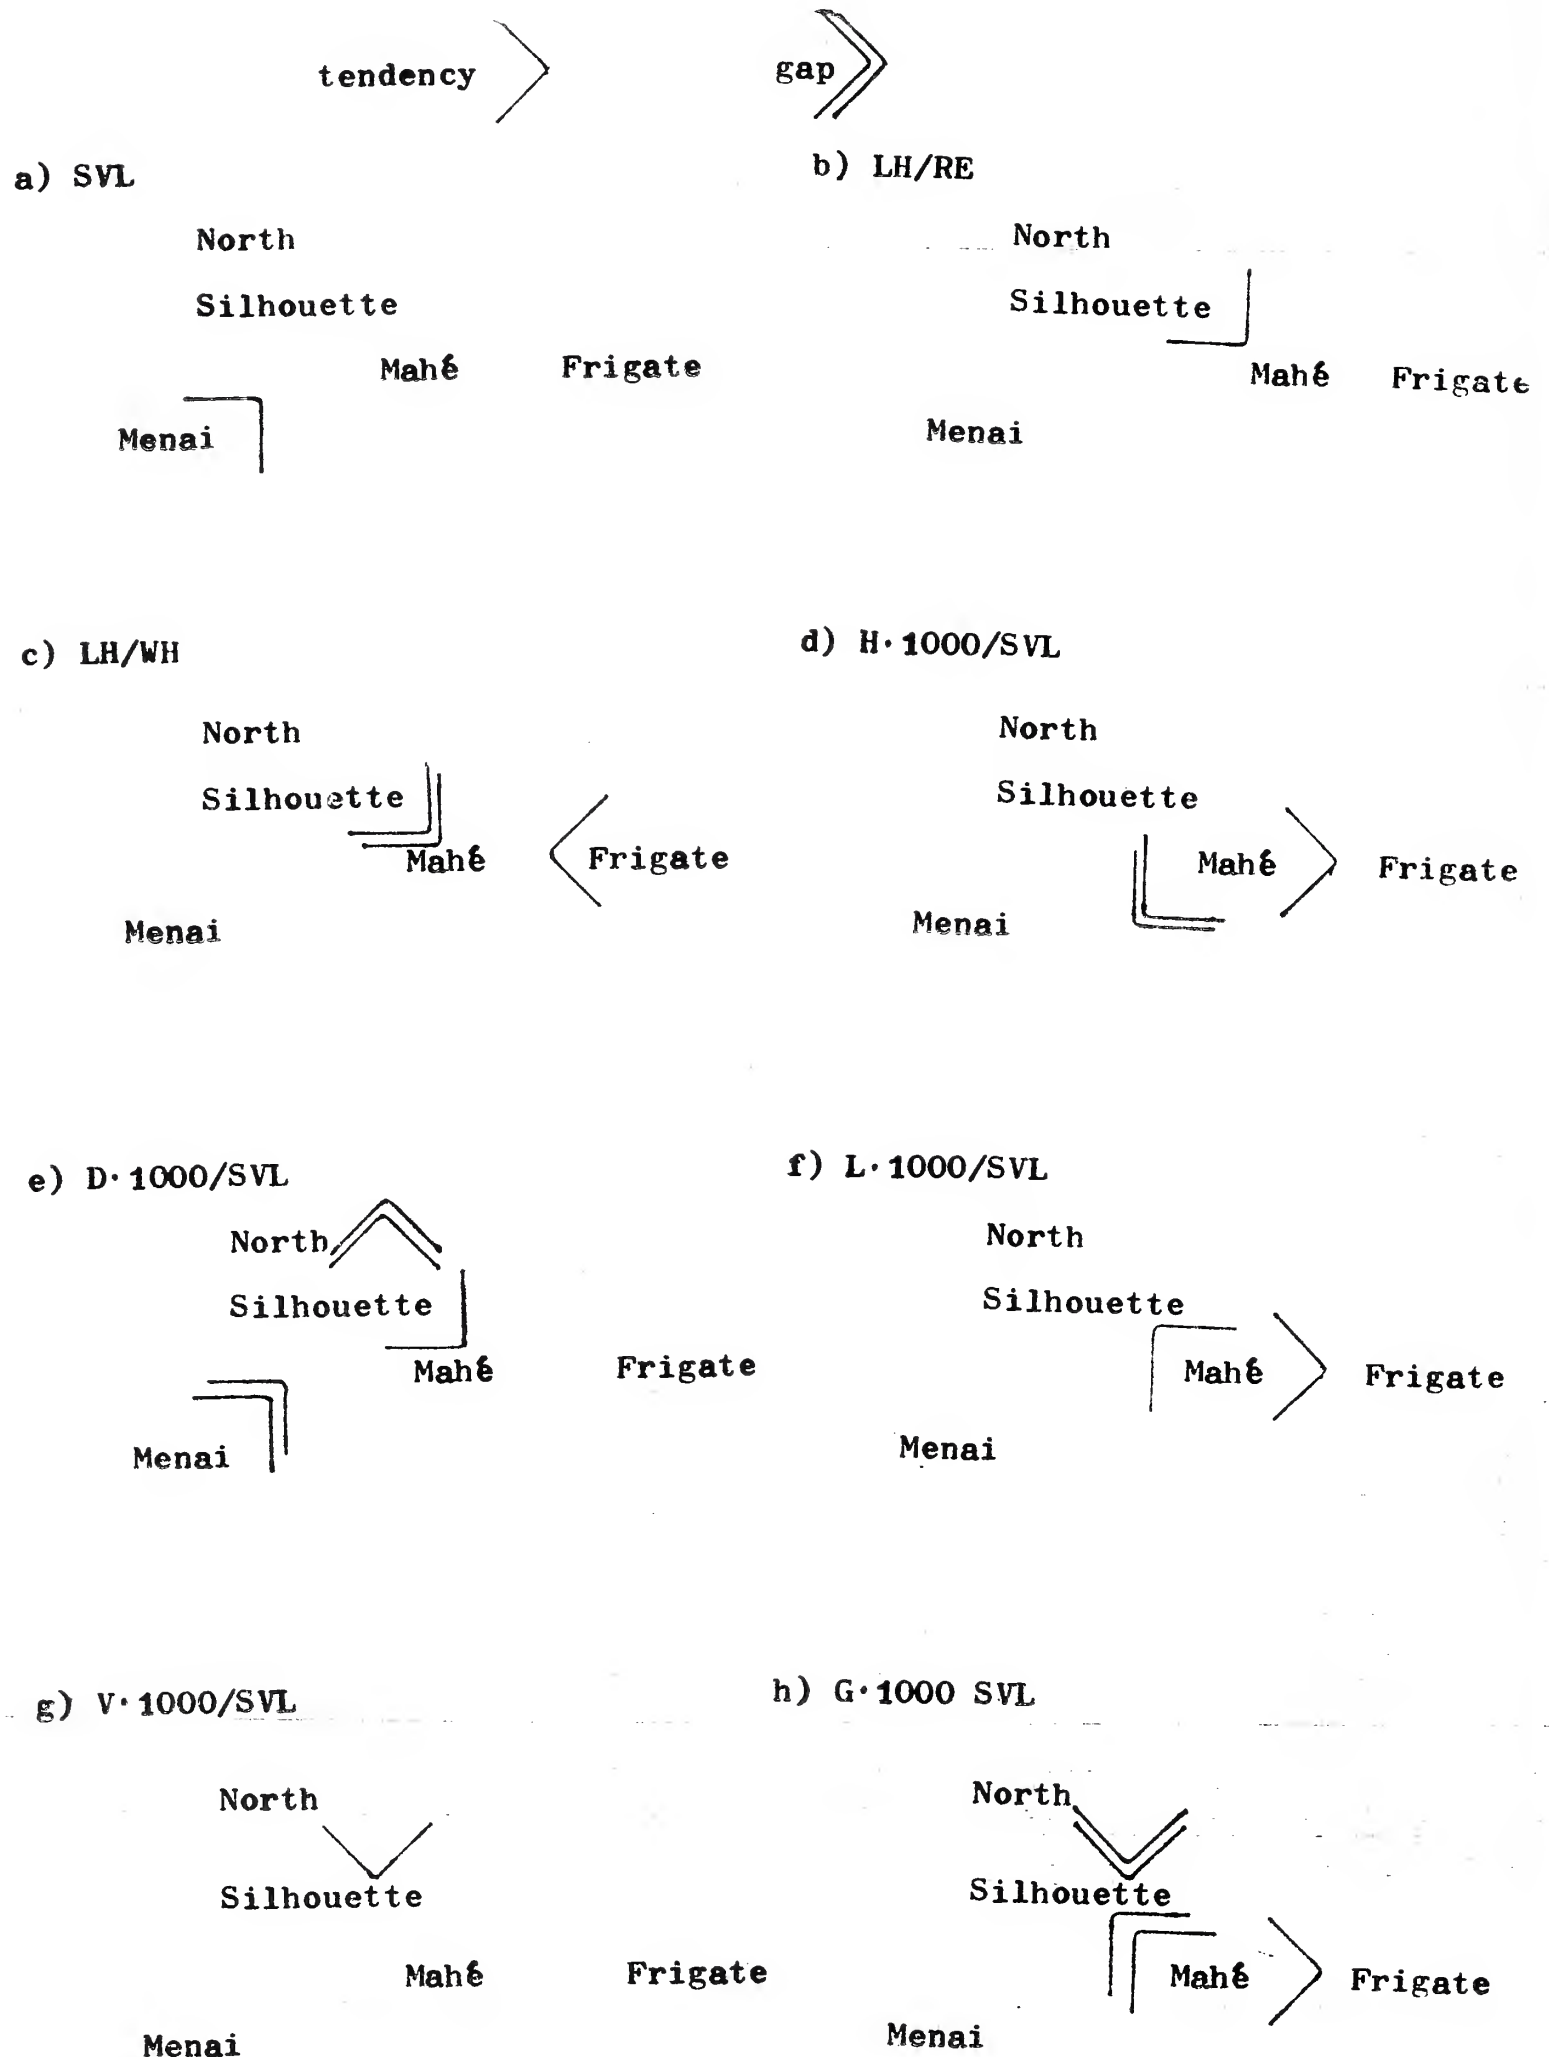 tendency gap
a) SVL
North
Silhouette
Mahé Frigate
Menai
b) LH/RE
North
Silhouette
Mahé Frigate
Menai
c) LH/WH
North
Silhouette
Mahé Frigate
Menai
d) H·1000/SVL
North
Silhouette
Mahé Frigate
Menai
e) D·1000/SVL
North
Silhouette
Mahé Frigate
Menai
f) L·1000/SVL
North
Silhouette
Mahé Frigate
Menai
g) V·1000/SVL
North
Silhouette
Mahé Frigate
Menai
h) G·1000 SVL
North
Silhouette
Mahé Frigate
Menai